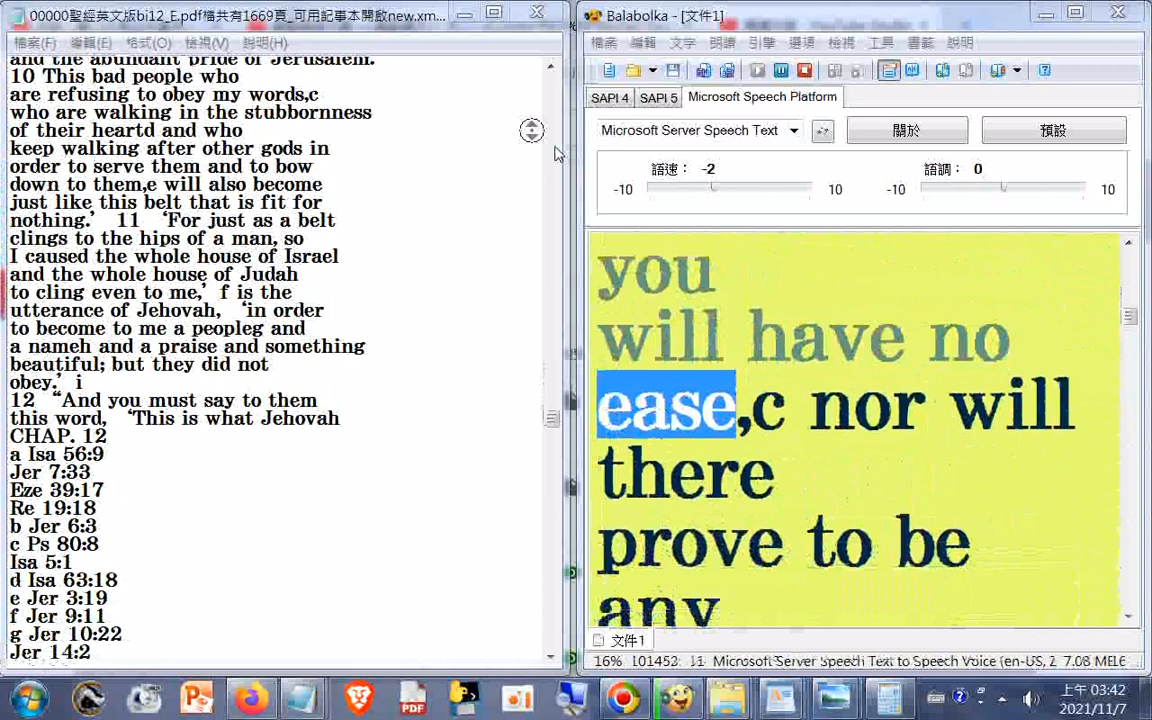 00000聖經英文版bi12_E.pdf檔共有1669頁_可用記事本開啟new.xm...
檔案(F) 編輯(E) 格式(O) 檢視(V) 說明(H)
and the abundant pride of Jerusalem.
10 This bad people who
are refusing to obey my words,c
who are walking in the stubbornness
of their heartd and who
keep walking after other gods in
order to serve them and to bow
down to them,e will also become
just like this belt that is fit for
nothing.’ 11 ‘For just as a belt
clings to the hips of a man, so
I caused the whole house of Israel
and the whole house of Judah
to cling even to me,’ f is the
utterance of Jehovah, ‘in order
to become to me a peopleg and
a nameh and a praise and something
beautiful; but they did not
obey.’ i
12 “And you must say to them
this word, ‘This is what Jehovah
CHAP. 12
a Isa 56:9
Jer 7:33
Eze 39:17
Re 19:18
b Jer 6:3
c Ps 80:8
Isa 5:1
d Isa 63:18
e Jer 3:19
f Jer 9:11
g Jer 10:22
Jer 14:2
Balabolka - [文件1]
檔案 編輯 文字 朗讀 引擎 選項 檢視 工具 書籤 說明
SAPI 4 SAPI 5 Microsoft Speech Platform
Microsoft Server Speech Text 關於 預設
語速： -2 語調： 0
-10 10 -10 10
you
will have no
ease,c nor will
there
prove to be
any
文件1
16% 101452: 11 Microsoft Server Speech Text to Speech Voice (en-US, Z 7.08 МБ
PDF
上午 03:42
2021/11/7